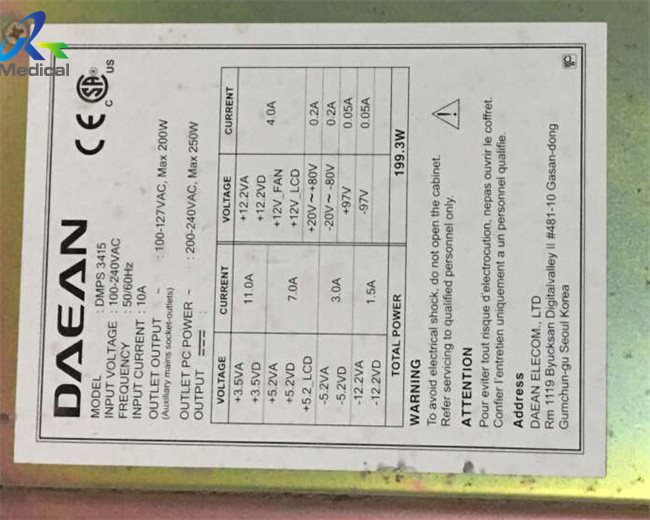 RX
Medical
DAEAN
CE
SA
C US
MODEL : DMPS 3415
INPUT VOLTAGE : 100-240VAC
FREQUENCY : 50/60Hz
INPUT CURRENT : 10A
OUTLET OUTPUT ~ : 100-127VAC, Max 200W
(Auxiliary mains socket-outlets)
OUTLET PC POWER ~ : 200-240VAC, Max 250W
OUTPUT :
VOLTAGE CURRENT VOLTAGE CURRENT
+3.5VA 11.0A +12.2VA 4.0A
+3.5VD +12.2VD
+5.2VA 7.0A +12V_FAN
+5.2VD +12V_LCD
+5.2_LCD +20V~+80V 0.2A
-5.2VA 3.0A -20V~ -80V 0.2A
-5.2VD +97V 0.05A
-12.2VA 1.5A -97V 0.05A
-12.2VD
TOTAL POWER 199.3W
WARNING
To avoid electrical shock, do not open the cabinet.
Refer servicing to qualified personnel only.
ATTENTION
Pour eviter tout risque d'electrocution, nepas ouvrir le coffret.
Confier l'entretien uniquement a un personnel qualifie.
Address
DAEAN ELECOM., LTD
Rm 1119 Byucksan Digitalvalley II #481-10 Gasan-dong
Gumchun-gu Seoul Korea